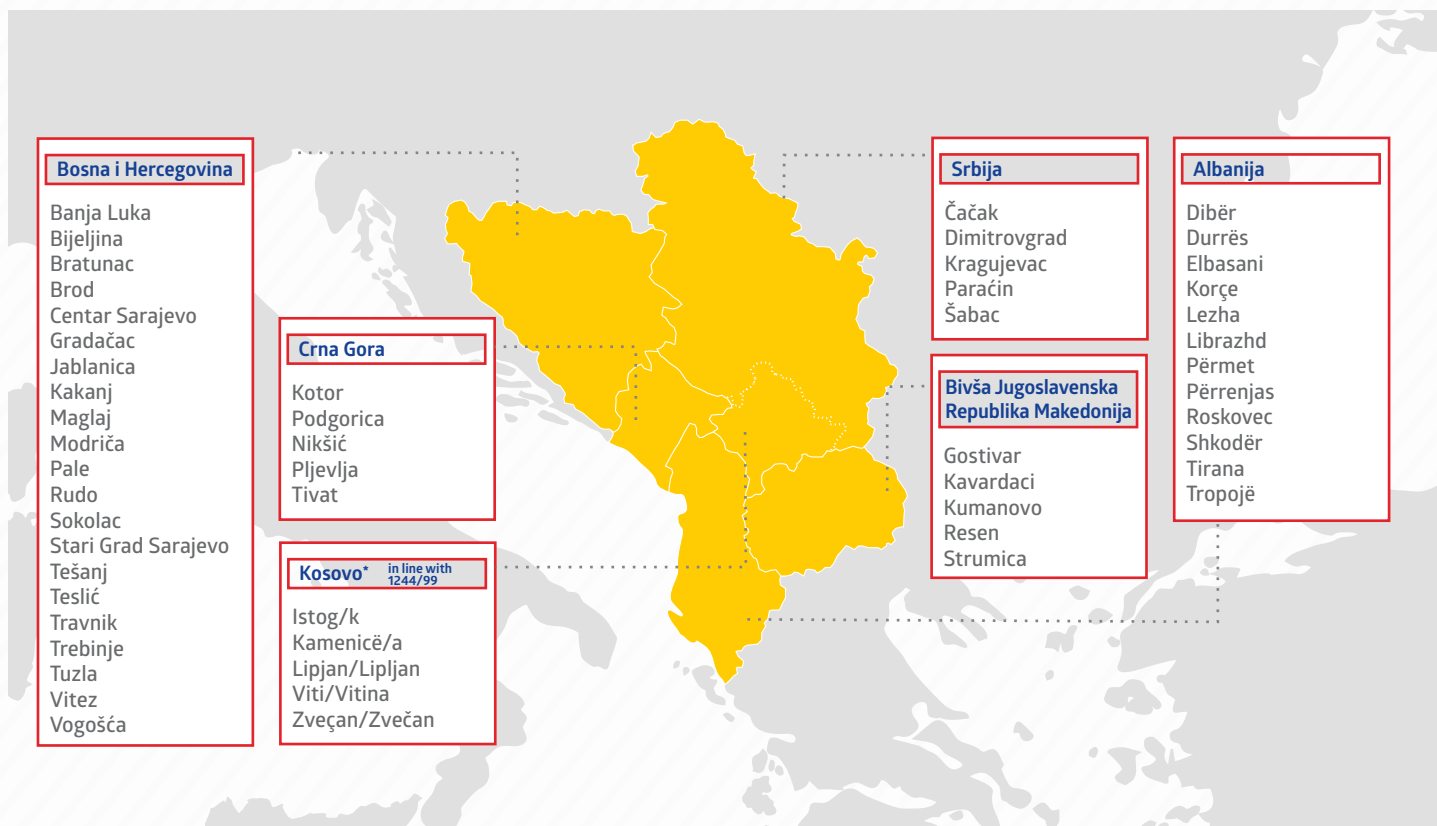 Bosna i Hercegovina
Banja Luka
Bijeljina
Bratunac
Brod
Centar Sarajevo
Gradačac
Jablanica
Kakanj
Maglaj
Modriča
Pale
Rudo
Sokolac
Stari Grad Sarajevo
Tešanj
Teslić
Travnik
Trebinje
Tuzla
Vitez
Vogošća
Crna Gora
Kotor
Podgorica
Nikšić
Pljevlja
Tivat
Kosovo* in line with
1244/99
Istog/k
Kamenicë/a
Lipjan/Lipljan
Viti/Vitina
Zveçan/Zvečan
Srbija
Čačak
Dimitrovgrad
Kragujevac
Paraćin
Šabac
Bivša Jugoslavenska
Republika Makedonija
Gostivar
Kavardaci
Kumanovo
Resen
Strumica
Albanija
Dibër
Durrës
Elbasani
Korçe
Lezha
Librazhd
Përmet
Përrenjas
Roskovec
Shkodër
Tirana
Tropojë